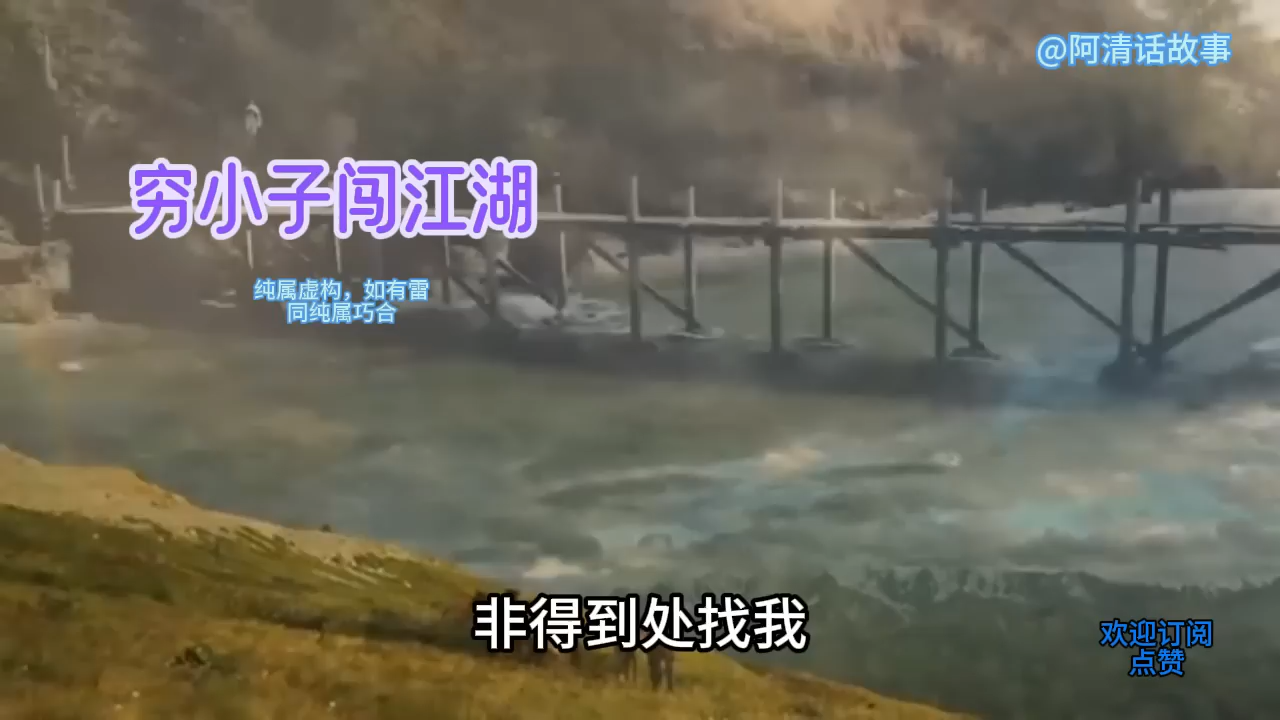 @阿清话故事
穷小子闯江湖
纯属虚构，如有雷
同纯属巧合
非得到处找我
欢迎订阅
点赞